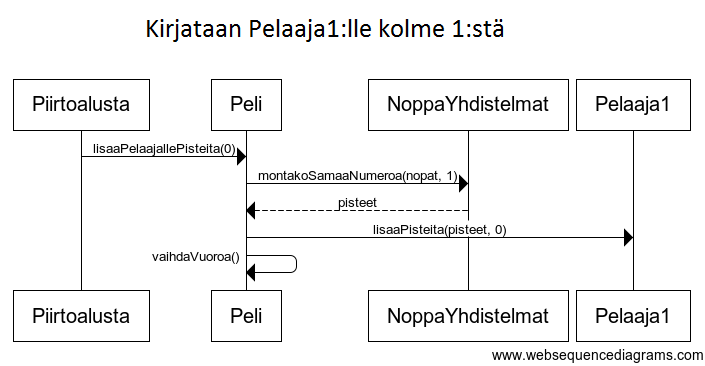 Kirjataan Pelaaja1:lle kolme 1:stä
Piirtoalusta Peli NoppaYhdistelmat Pelaaja1
lisaaPelaajallePisteita(0)
montakoSamaaNumeroa(nopat, 1)
pisteet
lisaaPisteita(pisteet, 0)
vaihdaVuoroa()
Piirtoalusta Peli NoppaYhdistelmat Pelaaja1
www.websequencediagrams.com